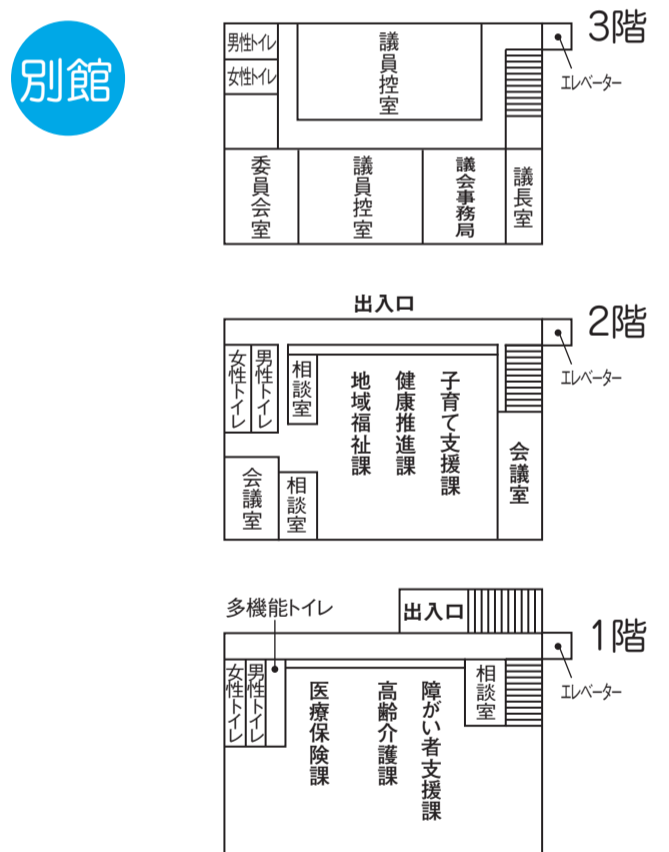 別館
3階
男性トイレ
女性トイレ
議員控室
エレベーター
委員会室
議員控室
議会事務局
議長室
出入口
2階
エレベーター
女性トイレ
男性トイレ
相談室
地域福祉課
健康推進課
子育て支援課
会議室
会議室
相談室
多機能トイレ
出入口
1階
エレベーター
女性トイレ
男性トイレ
医療保険課
高齢介護課
障がい者支援課
相談室